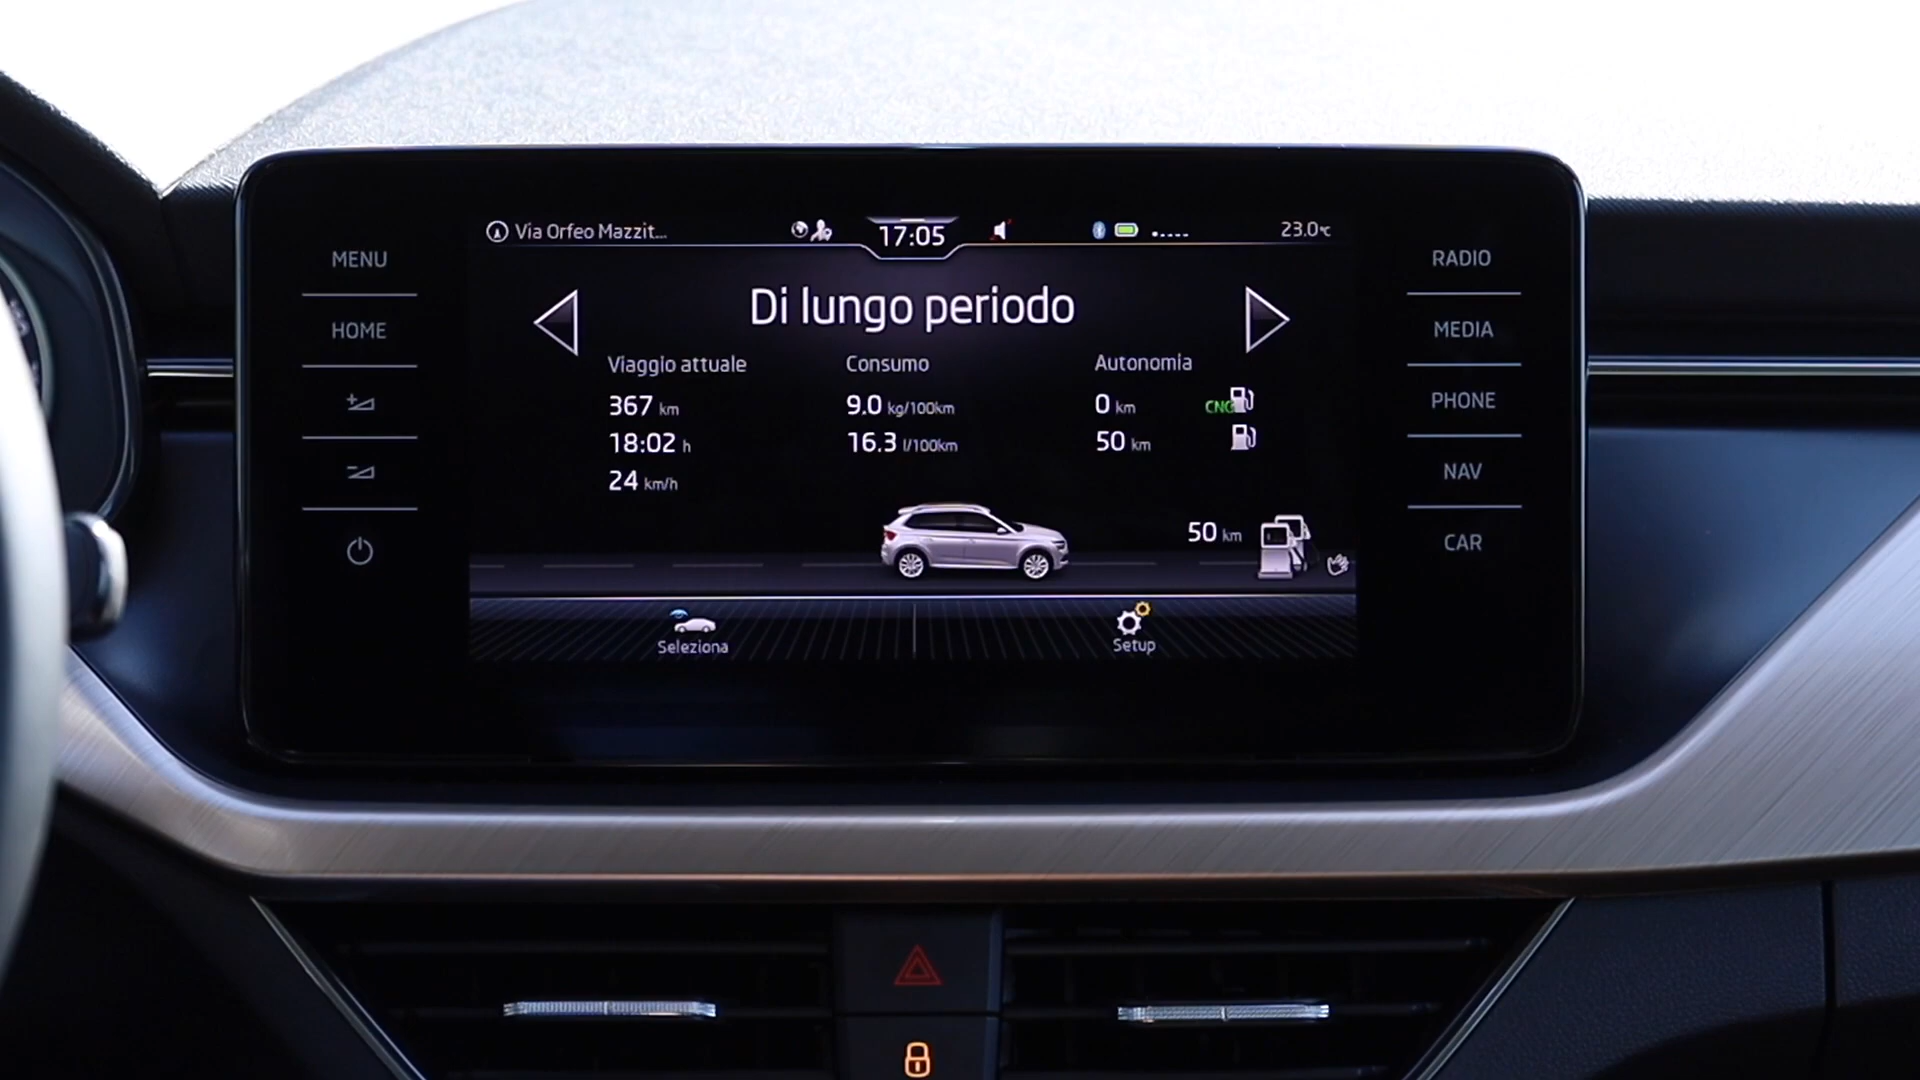 Via Orfeo Mazzit...
17:05
23.0°C
MENU
HOME
RADIO
MEDIA
PHONE
NAV
CAR
Di lungo periodo
Viaggio attuale Consumo Autonomia
367 km 9.0 kg/100km 0 km CNG
18:02 h 16.3 l/100km 50 km
24 km/h
50 km
Seleziona Setup